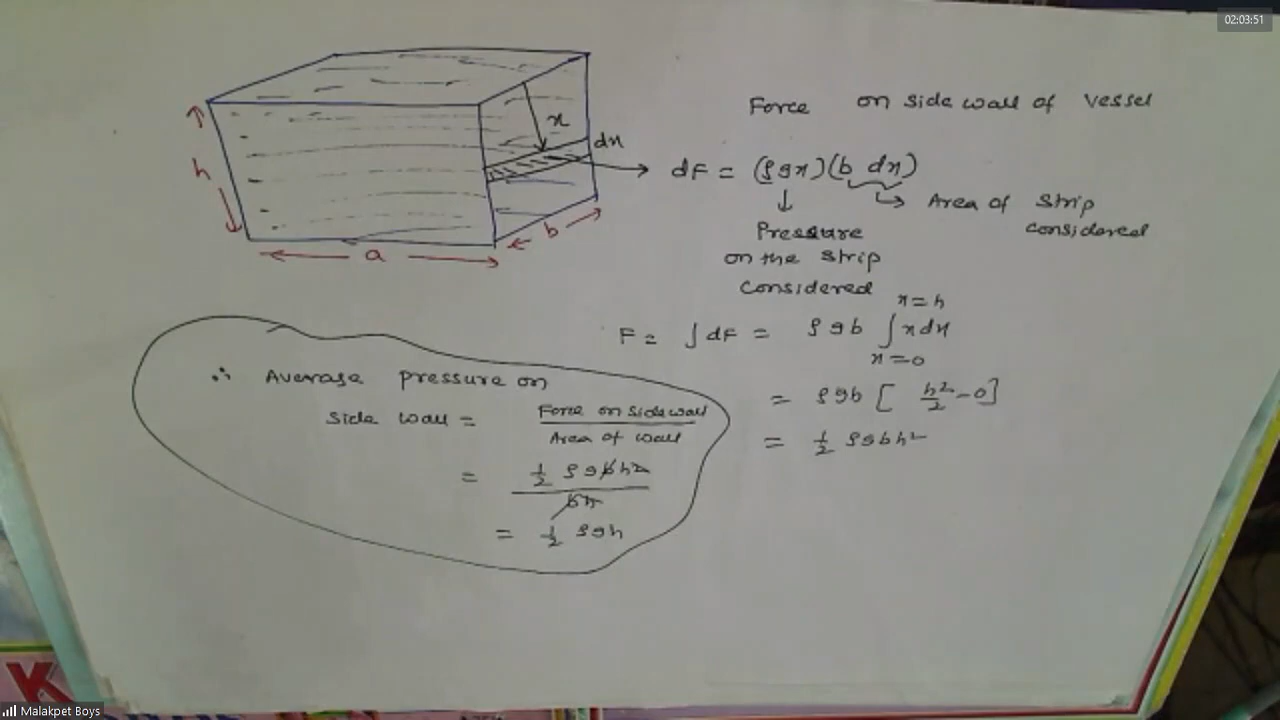 02:03:51
Force on side wall of vessel
h
x
dx
b
a
dF = (ρgx)(b dx)
Area of strip
considered
Pressure
on the strip
considered
F = ∫ dF = ρgb ∫ x dx
x = h
x = 0
= ρgb [ h²/2 - 0 ]
= 1/2 ρgbh²
∴ Average pressure on
side wall = Force on side wall / Area of wall
= 1/2 ρgbh² / bh
= 1/2 ρgh
K
Malakpet Boys